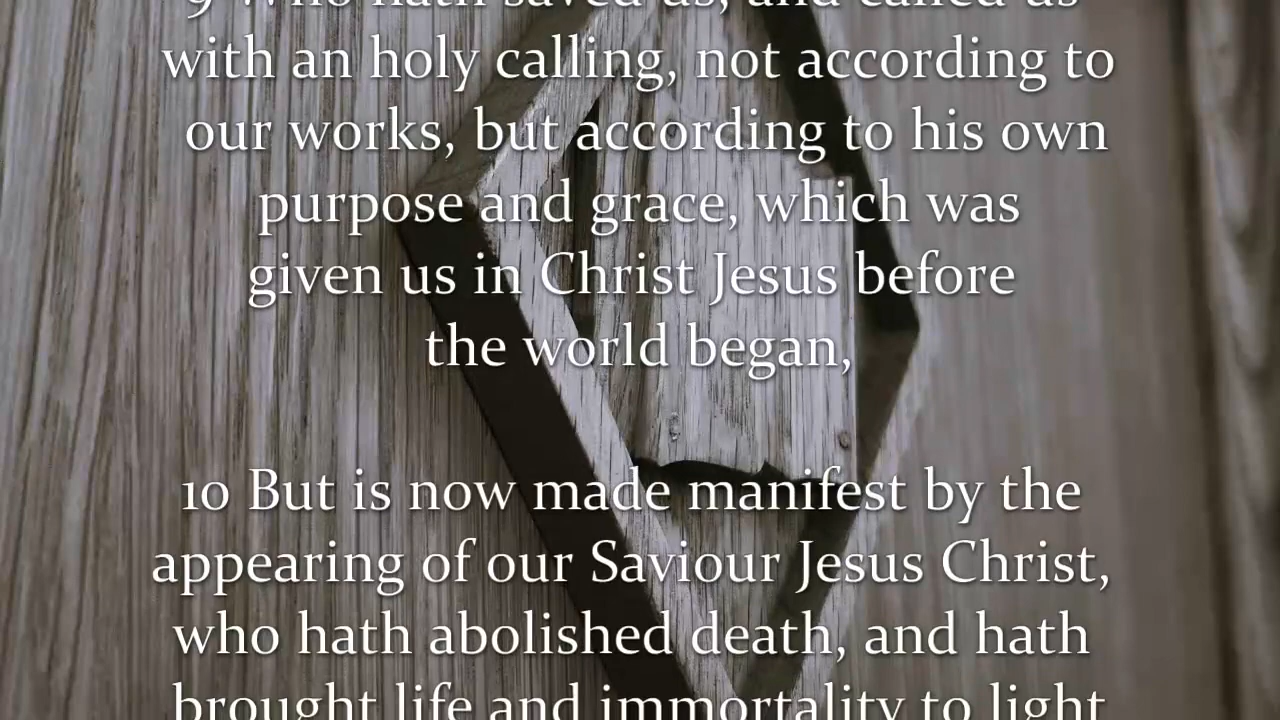 9 Who hath saved us, and called us
with an holy calling, not according to
our works, but according to his own
purpose and grace, which was
given us in Christ Jesus before
the world began,
10 But is now made manifest by the
appearing of our Saviour Jesus Christ,
who hath abolished death, and hath
brought life and immortality to light